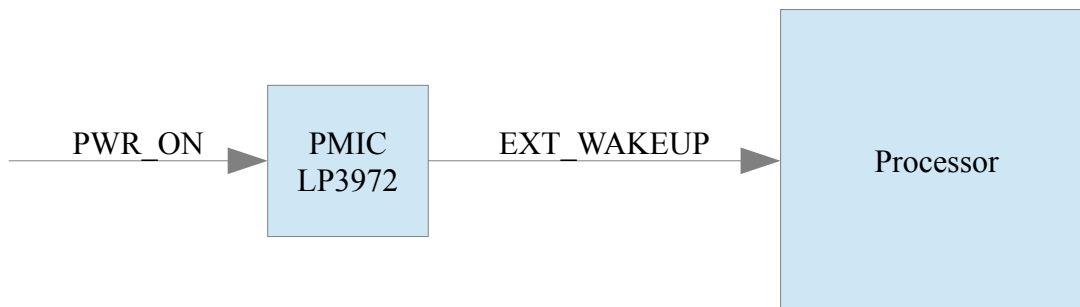 PWR_ON
PMIC
LP3972
EXT_WAKEUP
Processor